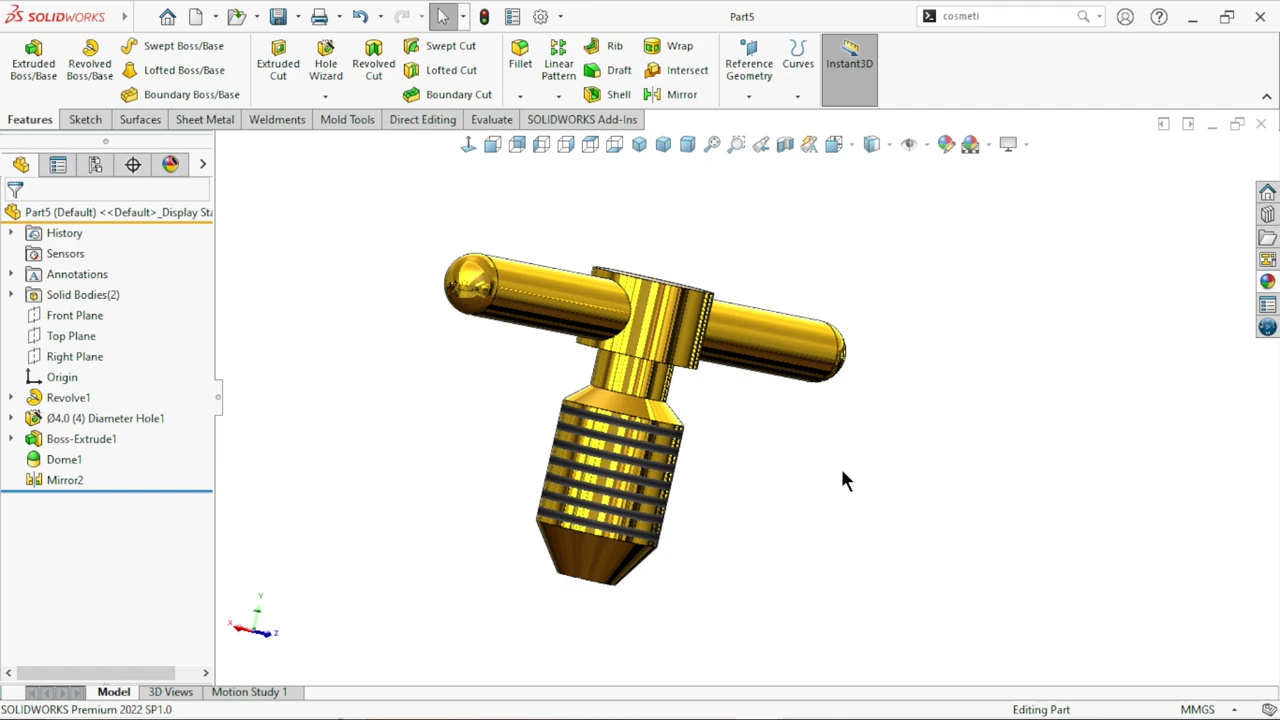 SOLIDWORKS
Part5
cosmeti
Extruded Boss/Base
Revolved Boss/Base
Swept Boss/Base
Lofted Boss/Base
Boundary Boss/Base
Extruded Cut
Hole Wizard
Revolved Cut
Swept Cut
Lofted Cut
Boundary Cut
Fillet
Linear Pattern
Rib
Draft
Shell
Wrap
Intersect
Mirror
Reference Geometry
Curves
Instant3D
Features Sketch Surfaces Sheet Metal Weldments Mold Tools Direct Editing Evaluate SOLIDWORKS Add-Ins
Part5 (Default) <<Default>_Display Sta
History
Sensors
Annotations
Solid Bodies(2)
Front Plane
Top Plane
Right Plane
Origin
Revolve1
Ø4.0 (4) Diameter Hole1
Boss-Extrude1
Dome1
Mirror2
Y
X
Z
Model 3D Views Motion Study 1
SOLIDWORKS Premium 2022 SP1.0
Editing Part
MMGS